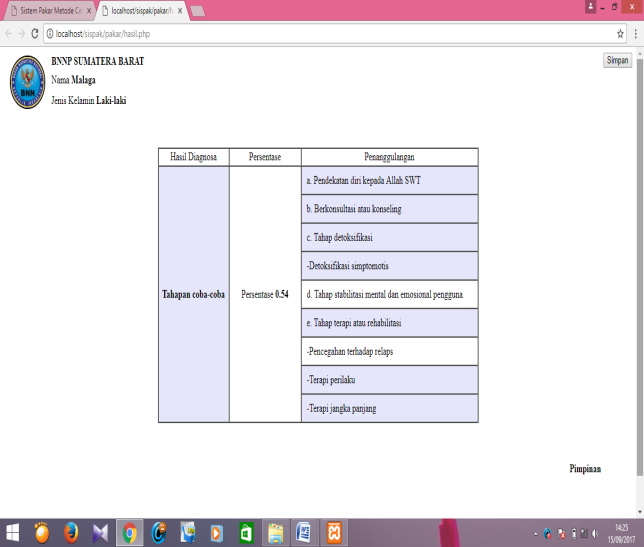 Sistem Pakar Metode Ce
localhost/sispak/pakar/h
localhost/sispak/pakar/hasil.php
BNN
BNNP SUMATERA BARAT
Nama Malaga
Jenis Kelamin Laki-laki
Simpan
Hasil Diagnosa Persentase Penanggulangan
Tahapan coba-coba Persentase 0.54
a. Pendekatan diri kepada Allah SWT
b. Berkonsultasi atau konseling
c. Tahap detoksifikasi
-Detoksifikasi simptomotis
d. Tahap stabilitasi mental dan emosional pengguna
e. Tahap terapi atau rehabilitasi
-Pencegahan terhadap relaps
-Terapi perilaku
-Terapi jangka panjang
Pimpinan
14:25
15/09/2017